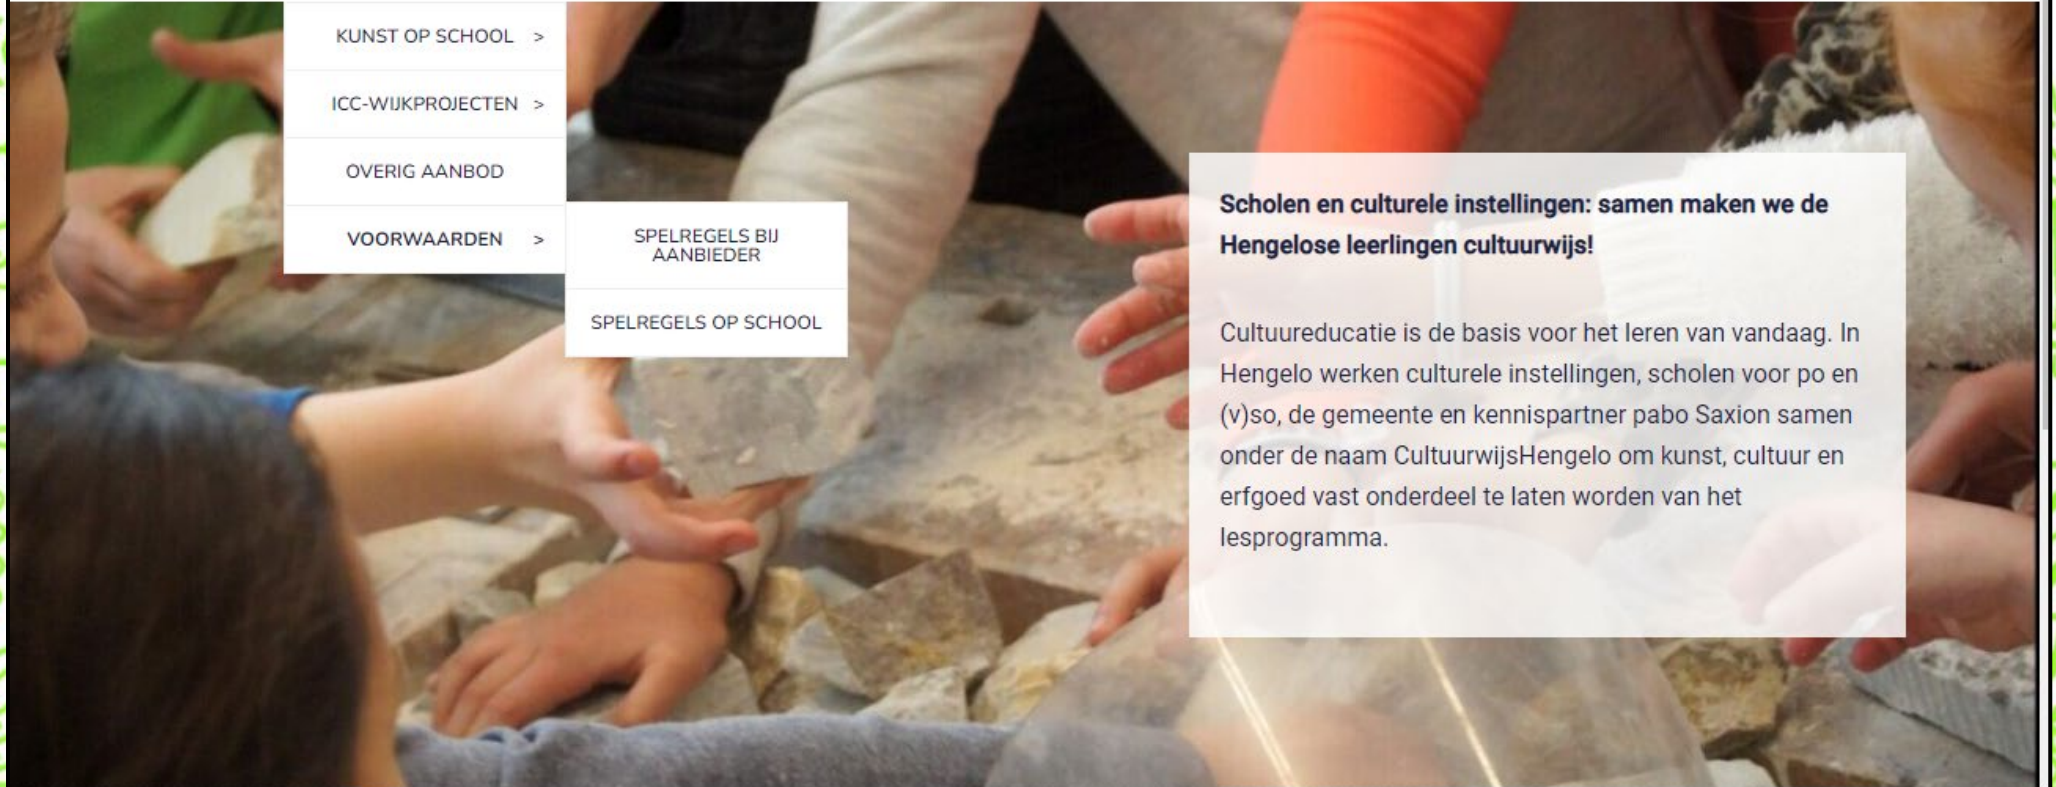 KUNST OP SCHOOL >
ICC-WIJKPROJECTEN >
OVERIG AANBOD
VOORWAARDEN >
SPELREGELS BIJ
AANBIEDER
SPELREGELS OP SCHOOL
Scholen en culturele instellingen: samen maken we de
Hengelose leerlingen cultuurwijs!
Cultuureducatie is de basis voor het leren van vandaag. In
Hengelo werken culturele instellingen, scholen voor po en
(v)so, de gemeente en kennispartner pabo Saxion samen
onder de naam CultuurwijsHengelo om kunst, cultuur en
erfgoed vast onderdeel te laten worden van het
lesprogramma.